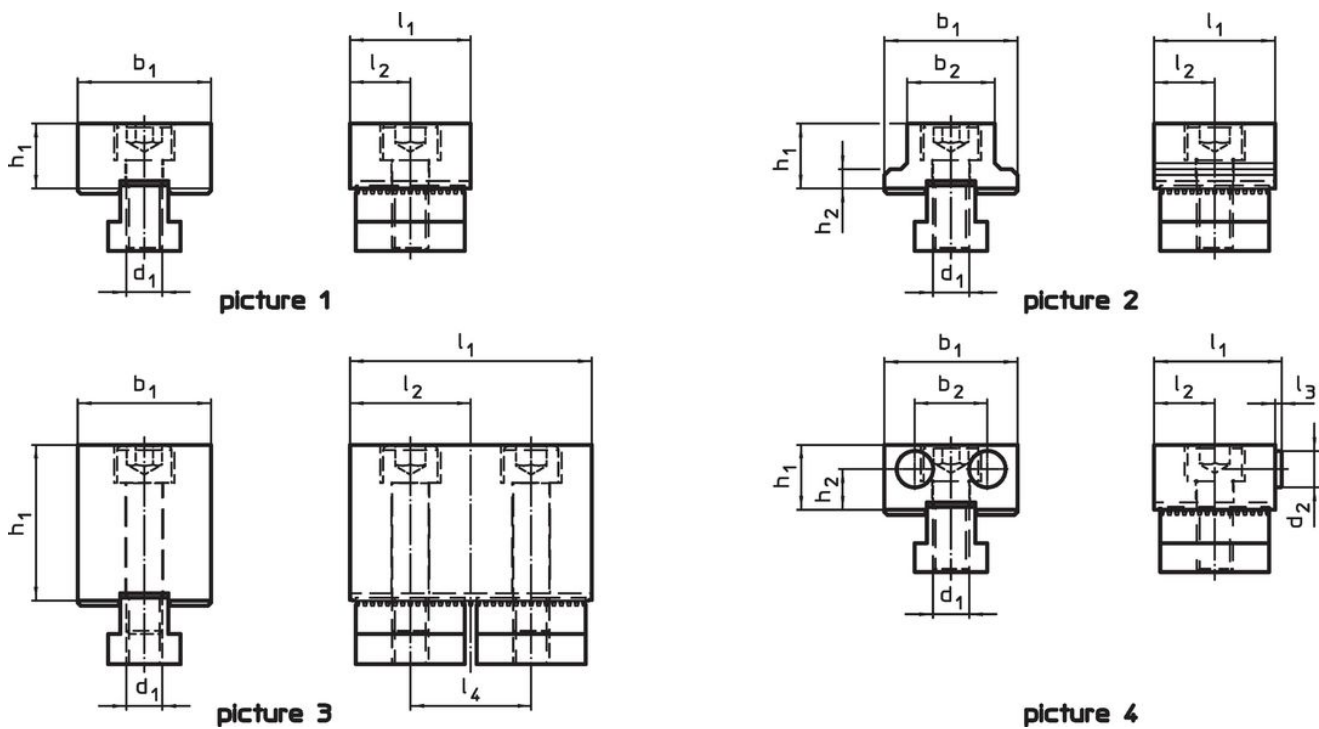 b₁
h₁
d₁
l₁
l₂
picture 1
b₁
b₂
h₁
h₂
d₁
l₁
l₂
picture 2
b₁
h₁
d₁
l₁
l₂
l₄
picture 3
b₁
b₂
h₁
h₂
d₁
l₁
l₂
l₃
d₂
picture 4